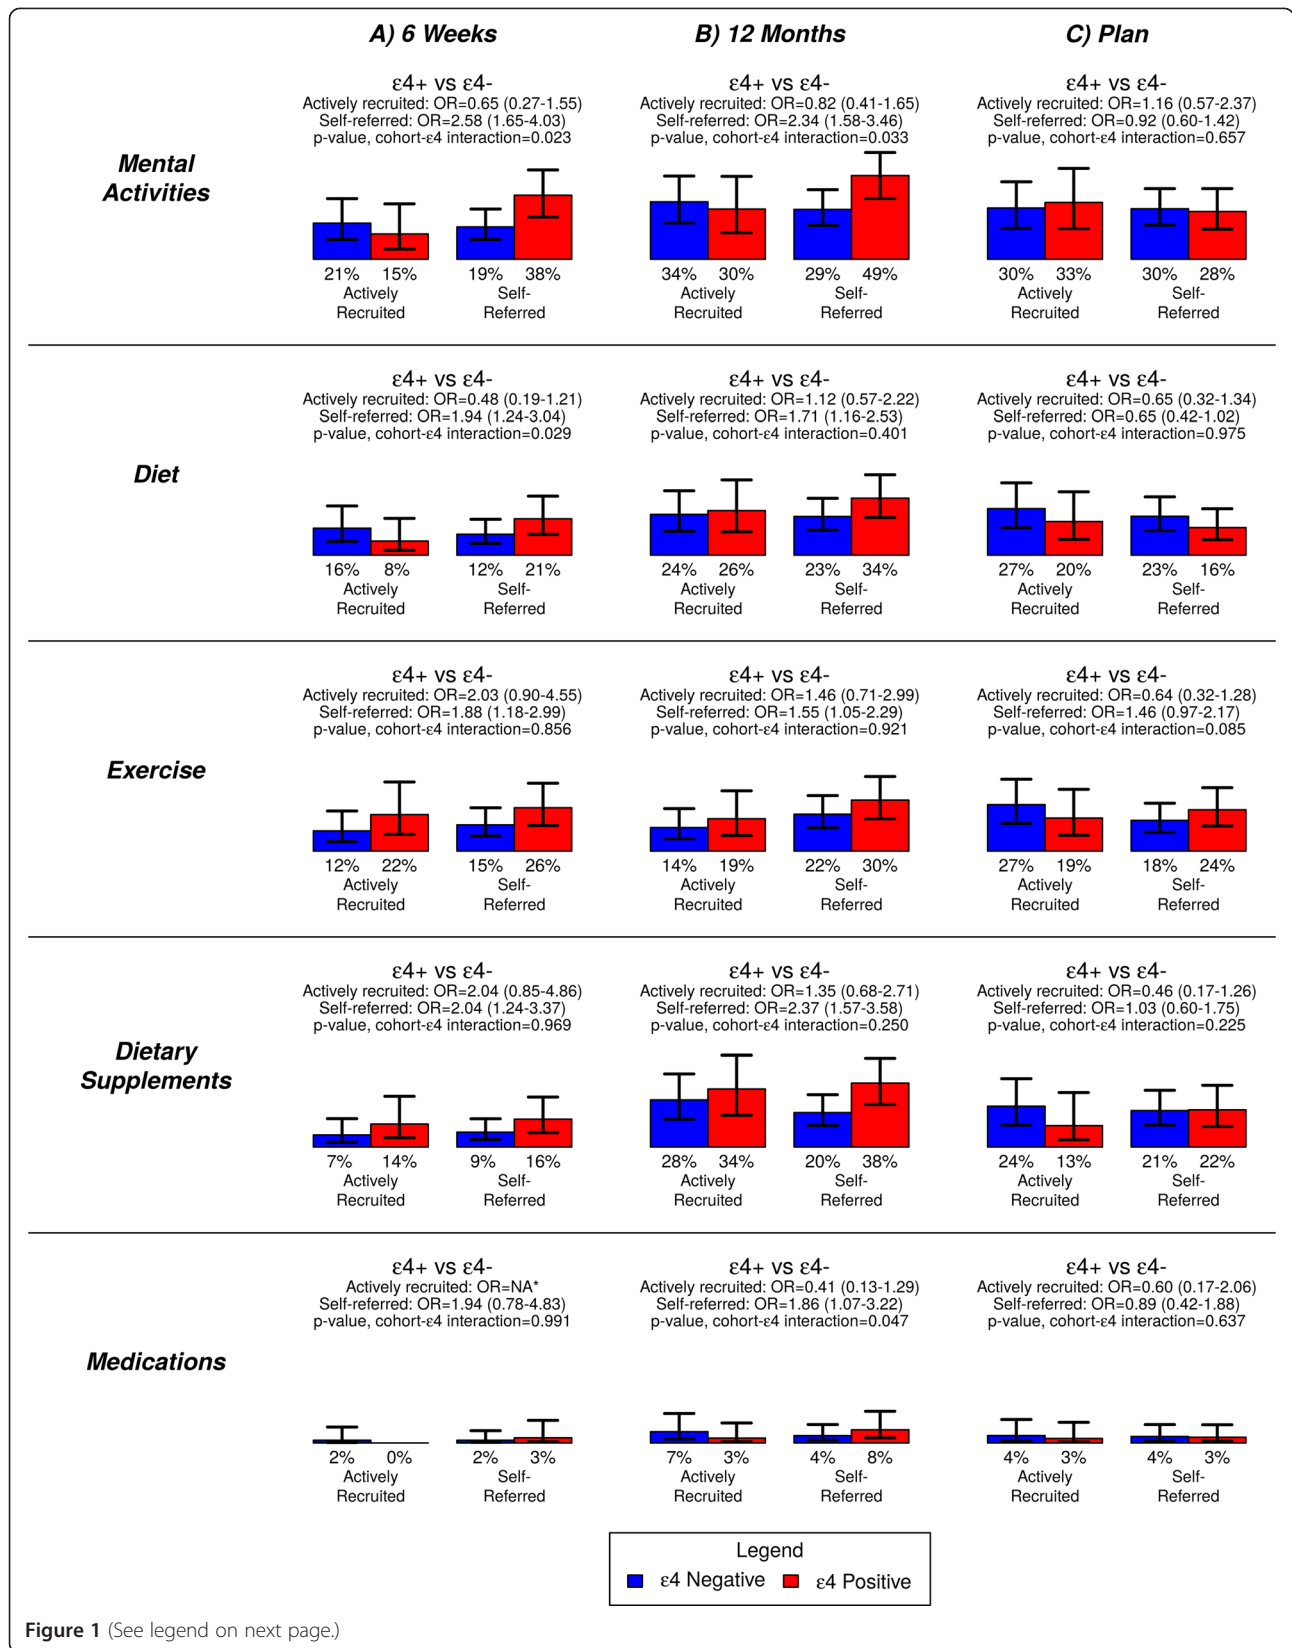 A) 6 Weeks B) 12 Months C) Plan
Mental
Activities
ε4+ vs ε4-
Actively recruited: OR=0.65 (0.27-1.55)
Self-referred: OR=2.58 (1.65-4.03)
p-value, cohort-ε4 interaction=0.023
21% 15% 19% 38%
Actively Self-
Recruited Referred
ε4+ vs ε4-
Actively recruited: OR=0.82 (0.41-1.65)
Self-referred: OR=2.34 (1.58-3.46)
p-value, cohort-ε4 interaction=0.033
34% 30% 29% 49%
Actively Self-
Recruited Referred
ε4+ vs ε4-
Actively recruited: OR=1.16 (0.57-2.37)
Self-referred: OR=0.92 (0.60-1.42)
p-value, cohort-ε4 interaction=0.657
30% 33% 30% 28%
Actively Self-
Recruited Referred
Diet
ε4+ vs ε4-
Actively recruited: OR=0.48 (0.19-1.21)
Self-referred: OR=1.94 (1.24-3.04)
p-value, cohort-ε4 interaction=0.029
16% 8% 12% 21%
Actively Self-
Recruited Referred
ε4+ vs ε4-
Actively recruited: OR=1.12 (0.57-2.22)
Self-referred: OR=1.71 (1.16-2.53)
p-value, cohort-ε4 interaction=0.401
24% 26% 23% 34%
Actively Self-
Recruited Referred
ε4+ vs ε4-
Actively recruited: OR=0.65 (0.32-1.34)
Self-referred: OR=0.65 (0.42-1.02)
p-value, cohort-ε4 interaction=0.975
27% 20% 23% 16%
Actively Self-
Recruited Referred
Exercise
ε4+ vs ε4-
Actively recruited: OR=2.03 (0.90-4.55)
Self-referred: OR=1.88 (1.18-2.99)
p-value, cohort-ε4 interaction=0.856
12% 22% 15% 26%
Actively Self-
Recruited Referred
ε4+ vs ε4-
Actively recruited: OR=1.46 (0.71-2.99)
Self-referred: OR=1.55 (1.05-2.29)
p-value, cohort-ε4 interaction=0.921
14% 19% 22% 30%
Actively Self-
Recruited Referred
ε4+ vs ε4-
Actively recruited: OR=0.64 (0.32-1.28)
Self-referred: OR=1.46 (0.97-2.17)
p-value, cohort-ε4 interaction=0.085
27% 19% 18% 24%
Actively Self-
Recruited Referred
Dietary
Supplements
ε4+ vs ε4-
Actively recruited: OR=2.04 (0.85-4.86)
Self-referred: OR=2.04 (1.24-3.37)
p-value, cohort-ε4 interaction=0.969
7% 14% 9% 16%
Actively Self-
Recruited Referred
ε4+ vs ε4-
Actively recruited: OR=1.35 (0.68-2.71)
Self-referred: OR=2.37 (1.57-3.58)
p-value, cohort-ε4 interaction=0.250
28% 34% 20% 38%
Actively Self-
Recruited Referred
ε4+ vs ε4-
Actively recruited: OR=0.46 (0.17-1.26)
Self-referred: OR=1.03 (0.60-1.75)
p-value, cohort-ε4 interaction=0.225
24% 13% 21% 22%
Actively Self-
Recruited Referred
Medications
ε4+ vs ε4-
Actively recruited: OR=NA*
Self-referred: OR=1.94 (0.78-4.83)
p-value, cohort-ε4 interaction=0.991
2% 0% 2% 3%
Actively Self-
Recruited Referred
ε4+ vs ε4-
Actively recruited: OR=0.41 (0.13-1.29)
Self-referred: OR=1.86 (1.07-3.22)
p-value, cohort-ε4 interaction=0.047
7% 3% 4% 8%
Actively Self-
Recruited Referred
ε4+ vs ε4-
Actively recruited: OR=0.60 (0.17-2.06)
Self-referred: OR=0.89 (0.42-1.88)
p-value, cohort-ε4 interaction=0.637
4% 3% 4% 3%
Actively Self-
Recruited Referred
Legend
ε4 Negative ε4 Positive
Figure 1 (See legend on next page.)